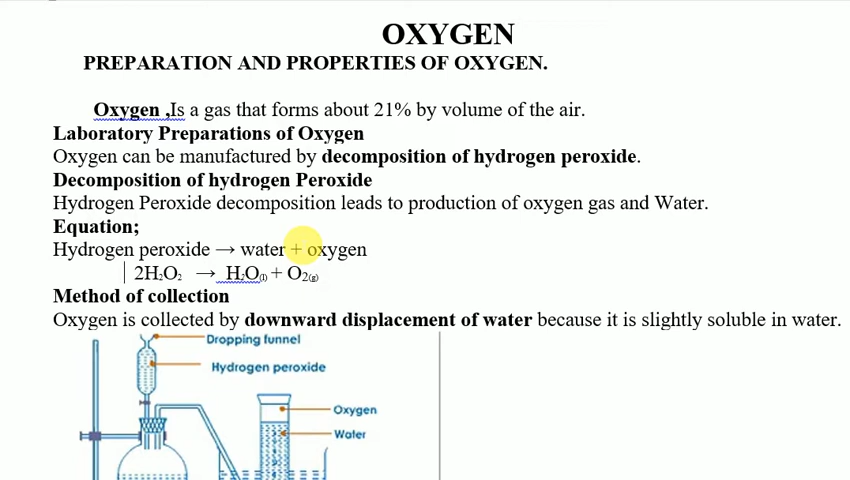 OXYGEN
PREPARATION AND PROPERTIES OF OXYGEN.
Oxygen ,Is a gas that forms about 21% by volume of the air.
Laboratory Preparations of Oxygen
Oxygen can be manufactured by decomposition of hydrogen peroxide.
Decomposition of hydrogen Peroxide
Hydrogen Peroxide decomposition leads to production of oxygen gas and Water.
Equation;
Hydrogen peroxide → water + oxygen
2H₂O₂ → H₂O(l) + O₂(g)
Method of collection
Oxygen is collected by downward displacement of water because it is slightly soluble in water.
Dropping funnel
Hydrogen peroxide
Oxygen
Water